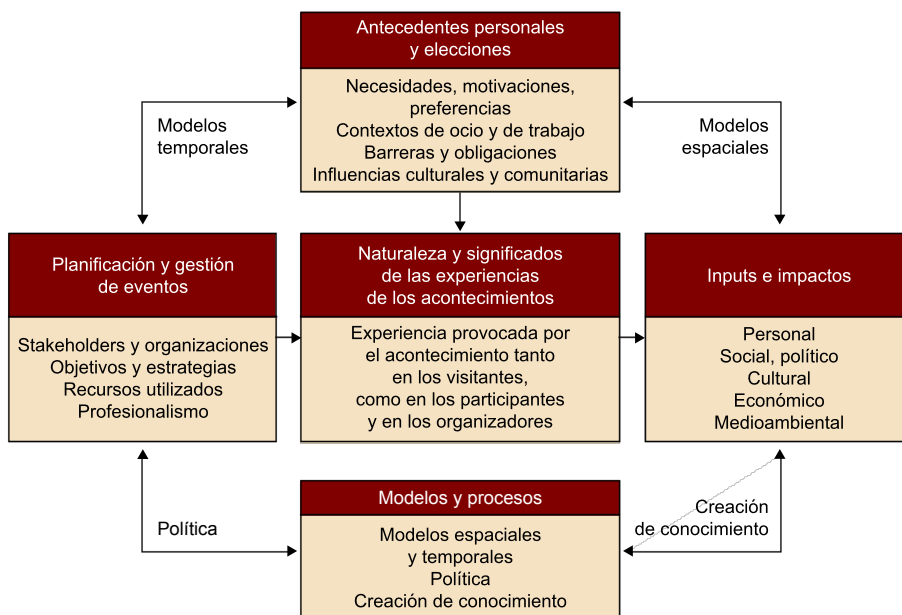 Antecedentes personales
y elecciones
Necesidades, motivaciones,
preferencias
Contextos de ocio y de trabajo
Barreras y obligaciones
Influencias culturales y comunitarias
Modelos
temporales
Modelos
espaciales
Planificación y gestión
de eventos
Stakeholders y organizaciones
Objetivos y estrategias
Recursos utilizados
Profesionalismo
Naturaleza y significados
de las experiencias
de los acontecimientos
Experiencia provocada por
el acontecimiento tanto
en los visitantes,
como en los participantes
y en los organizadores
Inputs e impactos
Personal
Social, político
Cultural
Económico
Medioambiental
Política
Modelos y procesos
Modelos espaciales
y temporales
Política
Creación de conocimiento
Creación
de conocimiento